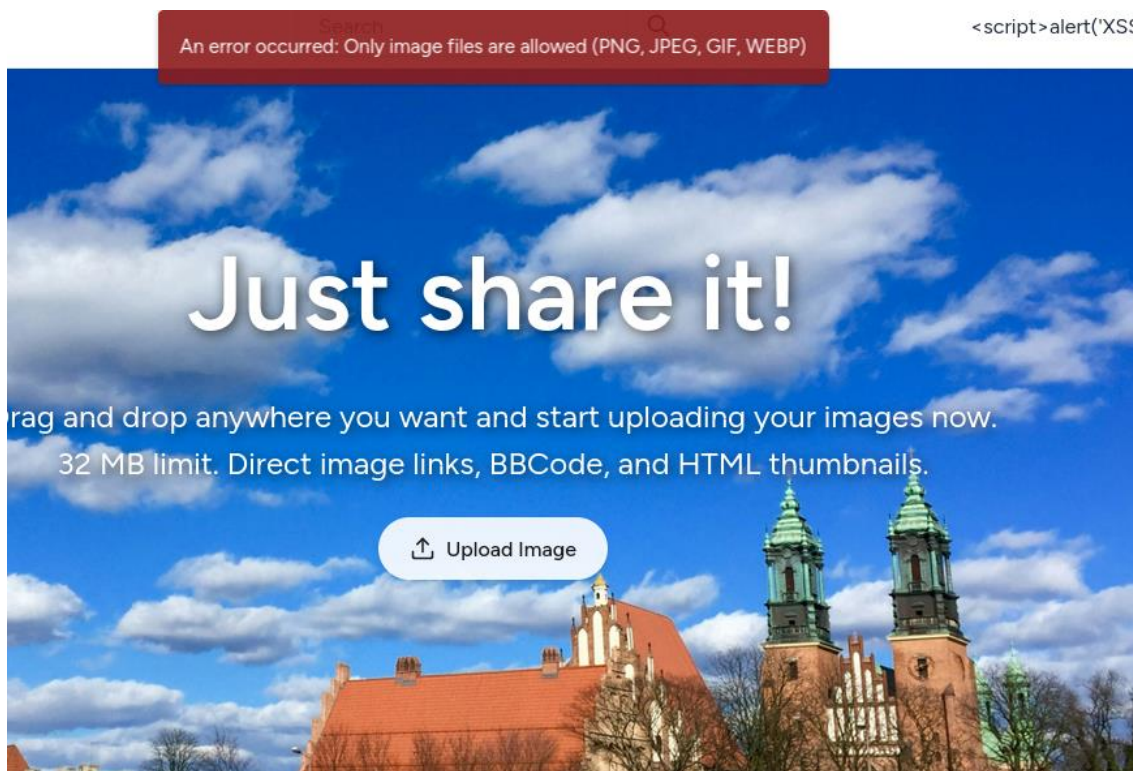 Search
An error occurred: Only image files are allowed (PNG, JPEG, GIF, WEBP)
<script>alert('XSS
Just share it!
rag and drop anywhere you want and start uploading your images now.
32 MB limit. Direct image links, BBCode, and HTML thumbnails.
Upload Image